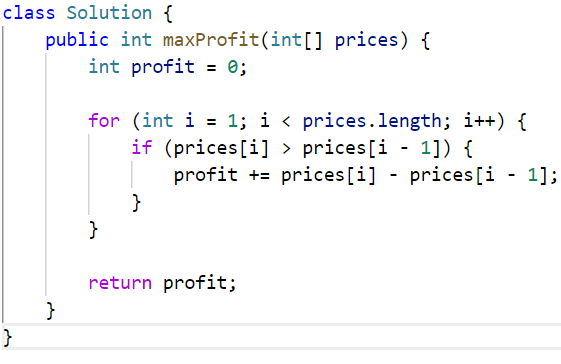 class Solution {
    public int maxProfit(int[] prices) {
        int profit = 0;

        for (int i = 1; i < prices.length; i++) {
            if (prices[i] > prices[i - 1]) {
                profit += prices[i] - prices[i - 1];
            }
        }

        return profit;
    }
}